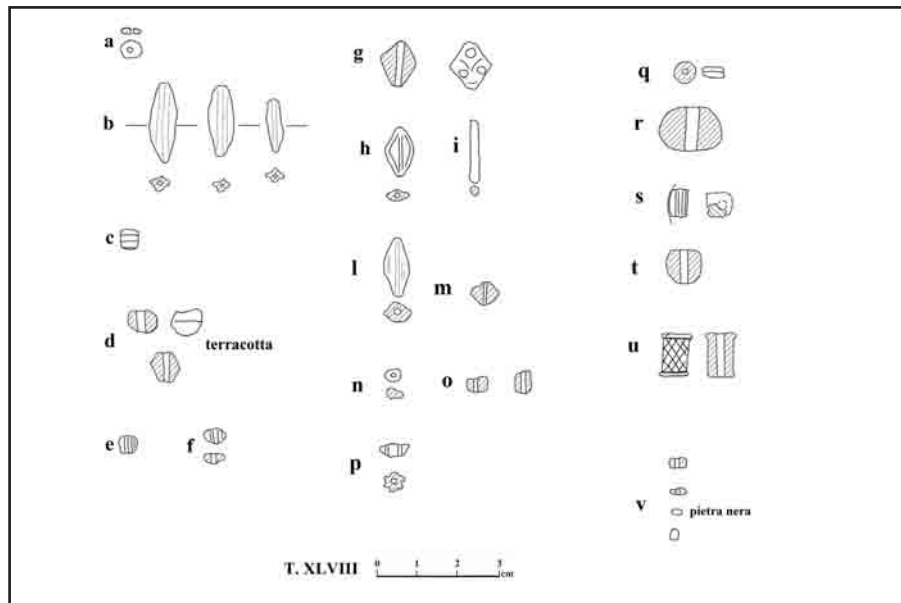 a
b
c
d
terracotta
e f
g
h i
l
m
n o
p
q
r
s
t
u
v
pietra nera
T. XLVIII
0 1 2 3
cm